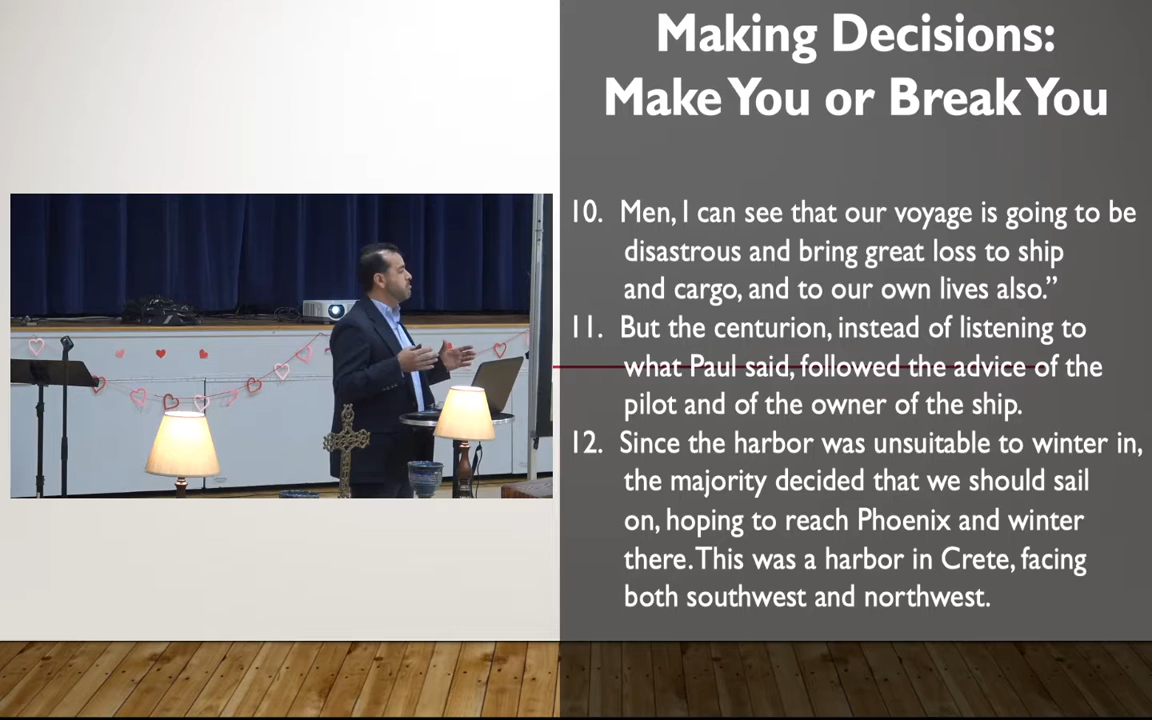 Making Decisions:
Make You or Break You
10. Men, I can see that our voyage is going to be
disastrous and bring great loss to ship
and cargo, and to our own lives also.”
11. But the centurion, instead of listening to
what Paul said, followed the advice of the
pilot and of the owner of the ship.
12. Since the harbor was unsuitable to winter in,
the majority decided that we should sail
on, hoping to reach Phoenix and winter
there. This was a harbor in Crete, facing
both southwest and northwest.